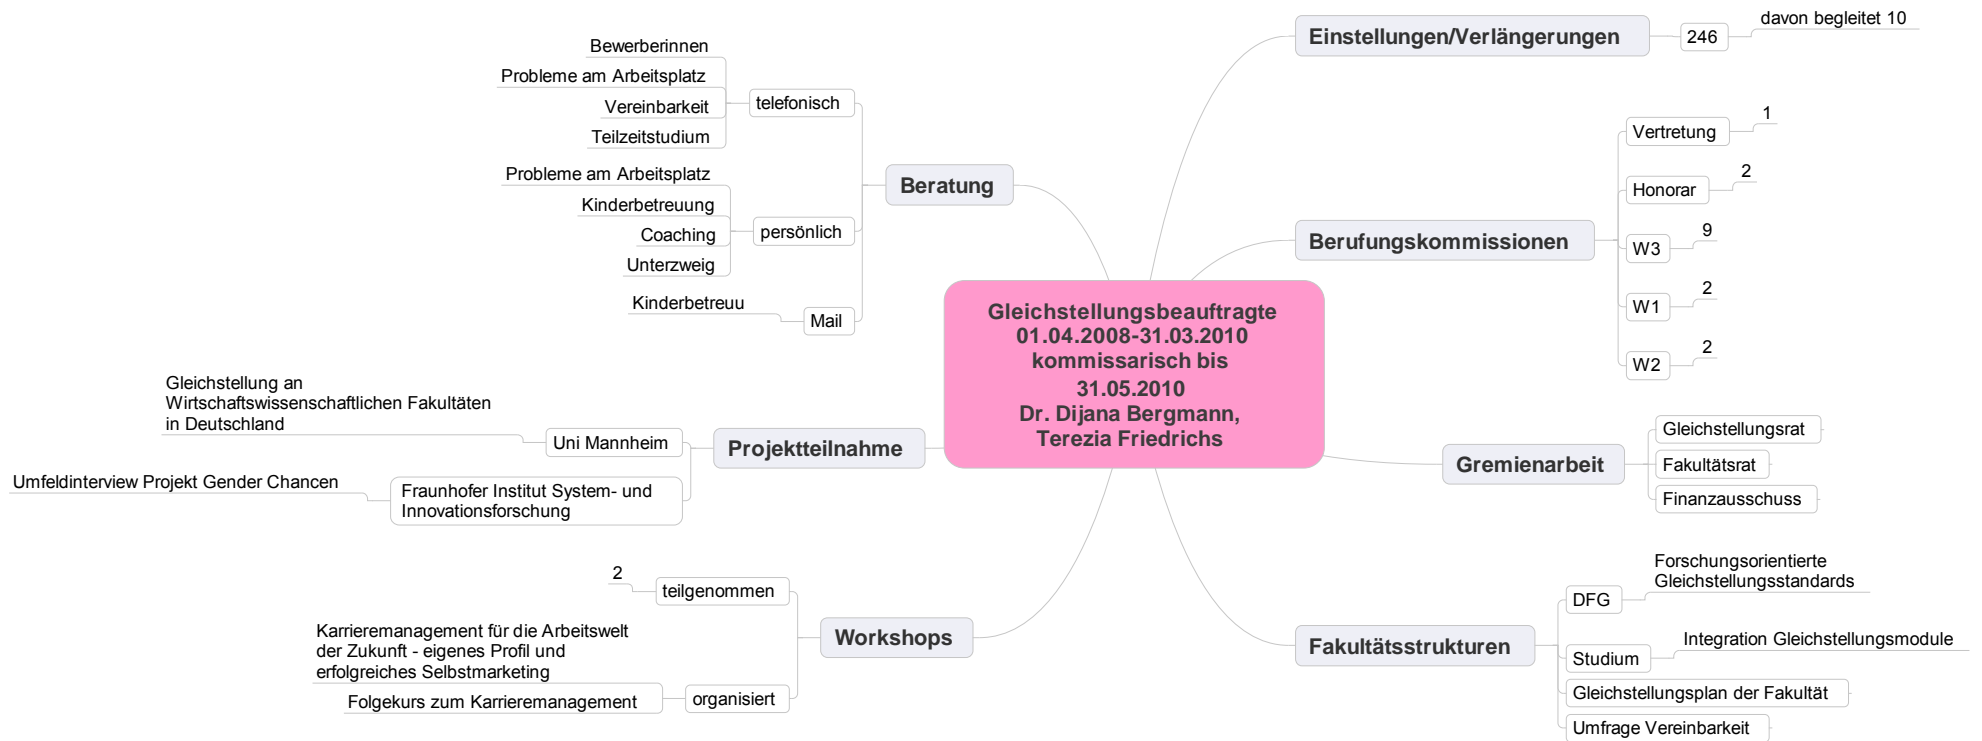 Gleichstellungsbeauftragte
01.04.2008-31.03.2010
kommissarisch bis
31.05.2010
Dr. Dijana Bergmann,
Terezia Friedrichs
Einstellungen/Verlängerungen
246
davon begleitet 10
Berufungskommissionen
Vertretung
1
Honorar
2
W3
9
W1
2
W2
2
Gremienarbeit
Gleichstellungsrat
Fakultätsrat
Finanzausschuss
Fakultätsstrukturen
DFG
Forschungsorientierte
Gleichstellungsstandards
Studium
Integration Gleichstellungsmodule
Gleichstellungsplan der Fakultät
Umfrage Vereinbarkeit
Beratung
telefonisch
Bewerberinnen
Probleme am Arbeitsplatz
Vereinbarkeit
Teilzeitstudium
persönlich
Probleme am Arbeitsplatz
Kinderbetreuung
Coaching
Unterzweig
Mail
Kinderbetreuu
Projektteilnahme
Uni Mannheim
Gleichstellung an
Wirtschaftswissenschaftlichen Fakultäten
in Deutschland
Fraunhofer Institut System- und
Innovationsforschung
Umfeldinterview Projekt Gender Chancen
Workshops
teilgenommen
2
organisiert
Karrieremanagement für die Arbeitswelt
der Zukunft - eigenes Profil und
erfolgreiches Selbstmarketing
Folgekurs zum Karrieremanagement